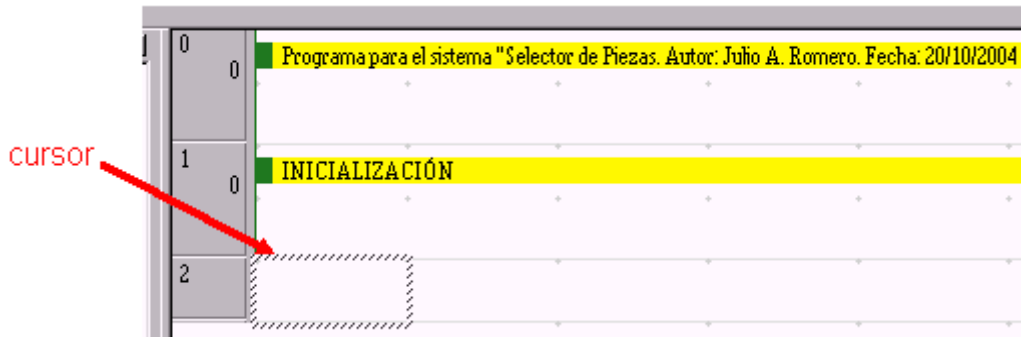 0
0 Programa para el sistema "Selector de Piezas. Autor: Julio A. Romero. Fecha: 20/10/2004
cursor
1
0 INICIALIZACIÓN
2